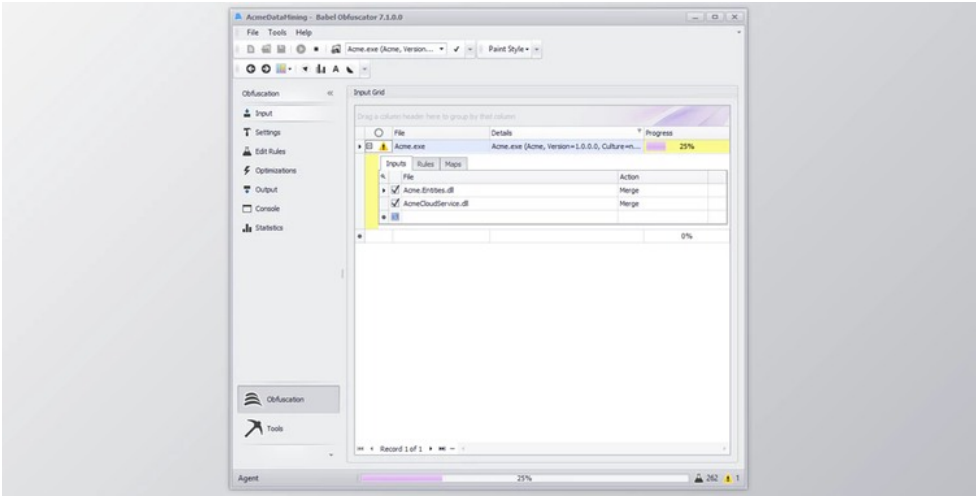 AcmeDataMining - Babel Obfuscator 7.1.0.0
File Tools Help
Acme.exe (Acme, Version... Paint Style
A
Obfuscation
Input Grid
Input
Settings
Edit Rules
Optimizations
Output
Console
Statistics
Drag a column header here to group by that column
File Details Progress
Acme.exe Acme.exe (Acme, Version=1.0.0.0, Culture=n... 25%
Inputs Rules Maps
File Action
Acme.Entities.dll Merge
AcmeCloudService.dll Merge
0%
Obfuscation
Tools
Record 1 of 1
Agent 25% 262 1